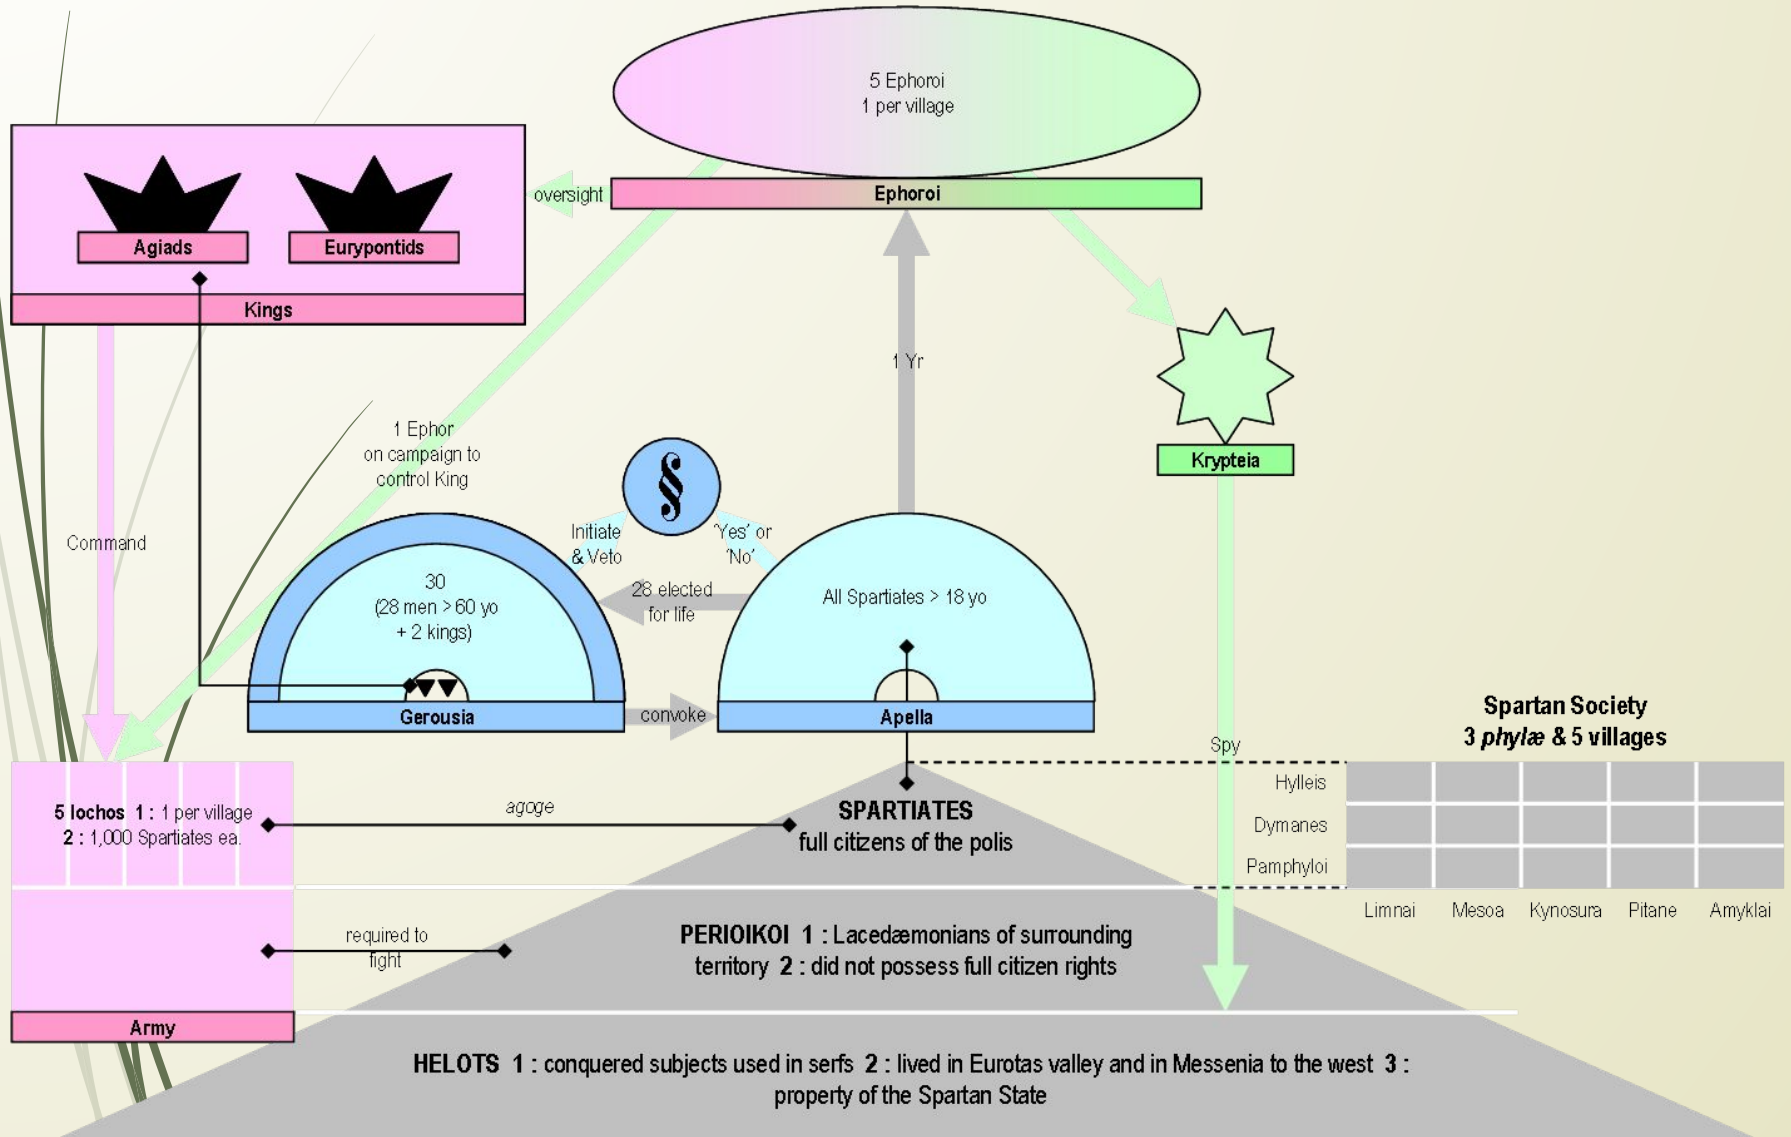 5 Ephoroi
1 per village
Ephoroi
oversight
Agiads
Eurypontids
Kings
1 Yr
1 Ephor
on campaign to
control King
Krypteia
§
Command
Initiate
& Veto
'Yes' or
'No'
30
(28 men > 60 yo
+ 2 kings)
28 elected
for life
All Spartiates > 18 yo
Gerousia
convoke
Apella
Spy
Spartan Society
3 phylæ & 5 villages
Hylleis
Dymanes
Pamphyloi
Limnai
Mesoa
Kynosura
Pitane
Amyklai
5 lochos 1 : 1 per village
2 : 1,000 Spartiates ea.
agoge
SPARTIATES
full citizens of the polis
required to
fight
PERIOIKOI 1 : Lacedæmonians of surrounding
territory 2 : did not possess full citizen rights
Army
HELOTS 1 : conquered subjects used in serfs 2 : lived in Eurotas valley and in Messenia to the west 3 :
property of the Spartan State